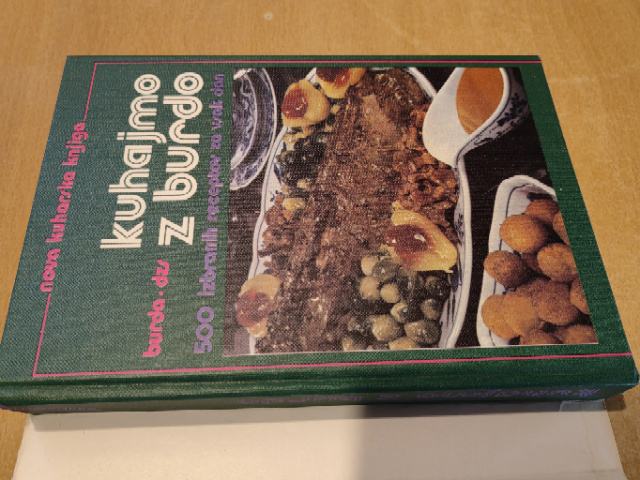 nova kuharska knjiga
kuhajmo
z burdo
burda • dzs
500 izbranih receptov za vsak dan